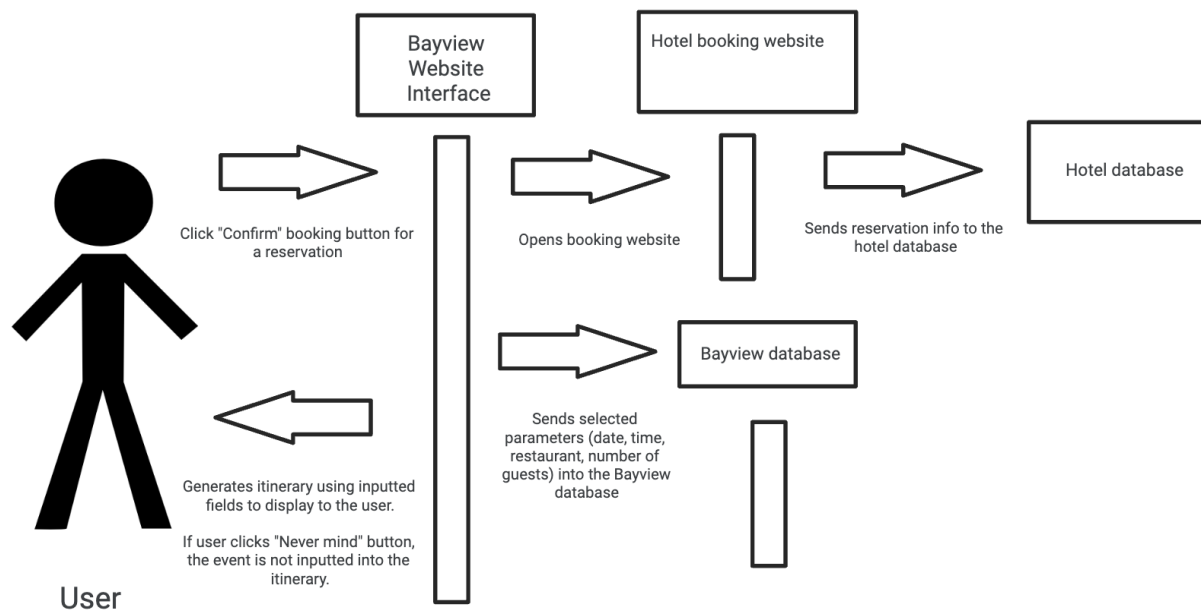 Bayview
Website
Interface
Hotel booking website
Hotel database
Click "Confirm" booking button for
a reservation
Opens booking website
Sends reservation info to the
hotel database
Bayview database
Sends selected
parameters (date, time,
restaurant, number of
guests) into the Bayview
database
Generates itinerary using inputted
fields to display to the user.
If user clicks "Never mind" button,
the event is not inputted into the
itinerary.
User